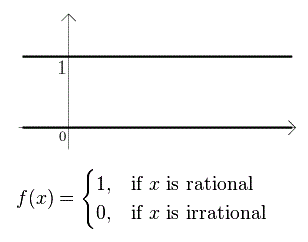 1
0
f(x) = { 1, if x is rational
0, if x is irrational